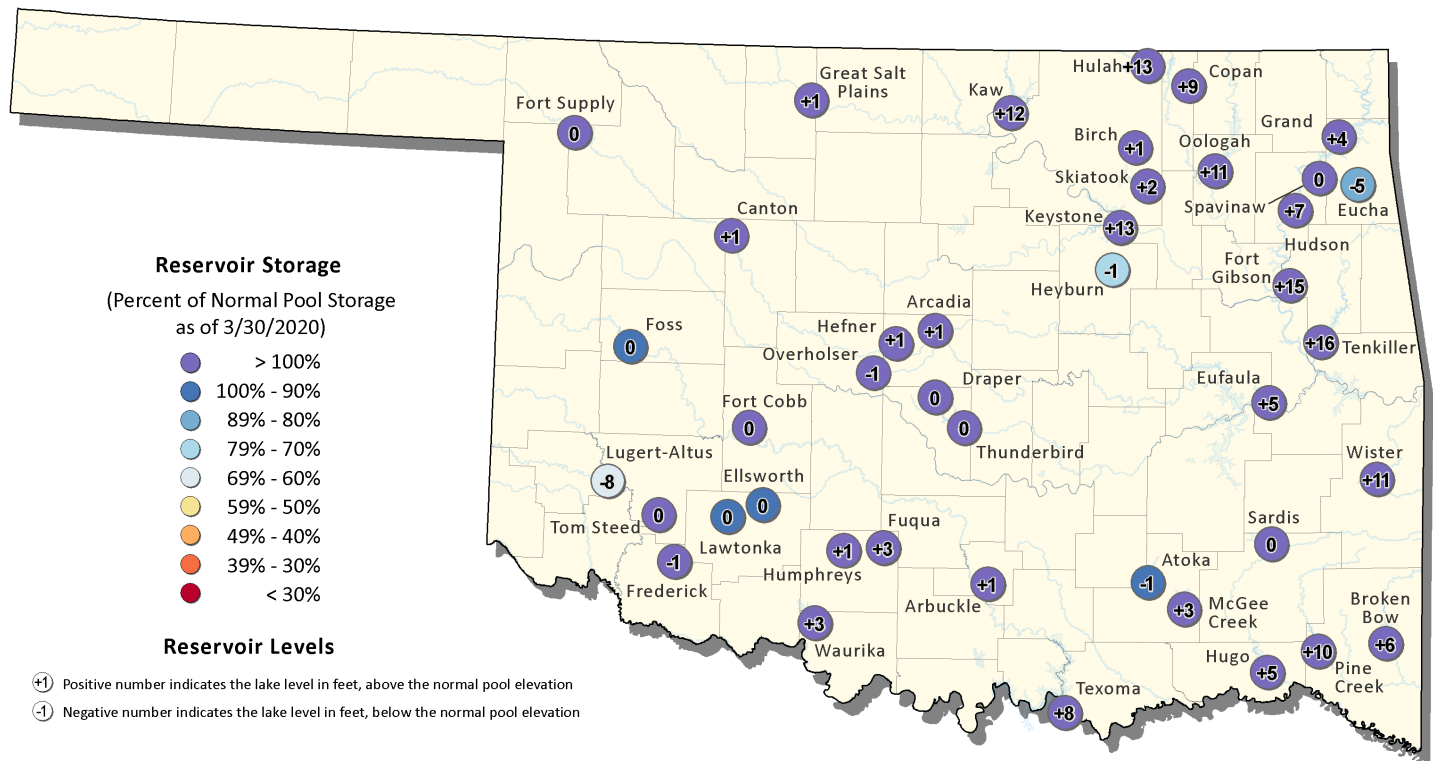 Hulah +13
+9 Copan
Great Salt
Plains
+1
Kaw
+12
Fort Supply
0
Grand
+4
Birch
+1
Oologah
+11
Skiatook
+2
0
-5
Spavinaw
Eucha
+7
Hudson
Canton
+1
Keystone
+13
Fort
Gibson
+15
-1
Heyburn
Arcadia
+1
Hefner
+1
Overholser
-1
Foss
0
+16
Tenkiller
Eufaula
+5
Draper
0
Fort Cobb
0
0
Thunderbird
Lugert-Altus
-8
Wister
+11
Ellsworth
0
0
Lawtonka
0
Tom Steed
Fuqua
+3
+1
Humphreys
-1
Frederick
Sardis
0
Atoka
-1
+1
Arbuckle
+3
McGee
Creek
Broken
Bow
+6
+3
Waurika
Hugo
+5
+10
Pine
Creek
Texoma
+8
Reservoir Storage
(Percent of Normal Pool Storage
as of 3/30/2020)
> 100%
100% - 90%
89% - 80%
79% - 70%
69% - 60%
59% - 50%
49% - 40%
39% - 30%
< 30%
Reservoir Levels
+1 Positive number indicates the lake level in feet, above the normal pool elevation
-1 Negative number indicates the lake level in feet, below the normal pool elevation